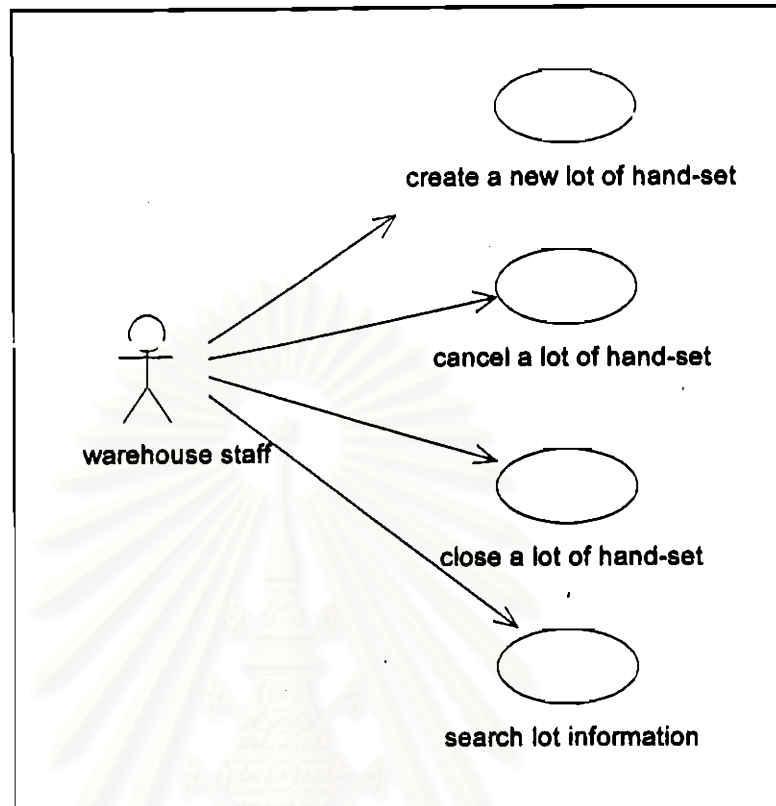 create a new lot of hand-set
cancel a lot of hand-set
warehouse staff
close a lot of hand-set
search lot information